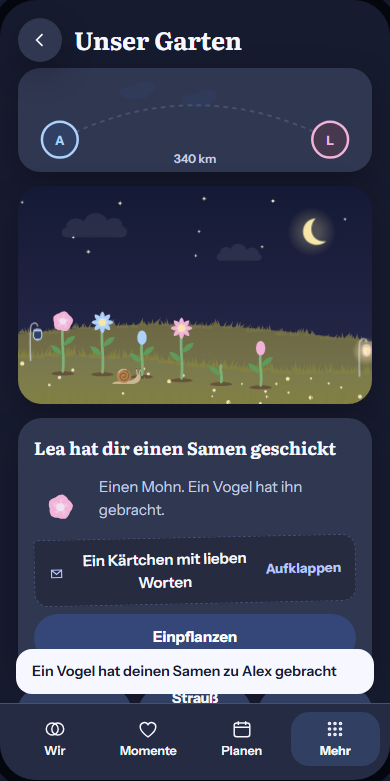 Unser Garten
A
L
340 km
Lea hat dir einen Samen geschickt
Einen Mohn. Ein Vogel hat ihn
gebracht.
Ein Kärtchen mit lieben
Worten
Aufklappen
Einpflanzen
Ein Vogel hat deinen Samen zu Alex gebracht
Strauß
Wir
Momente
Planen
Mehr